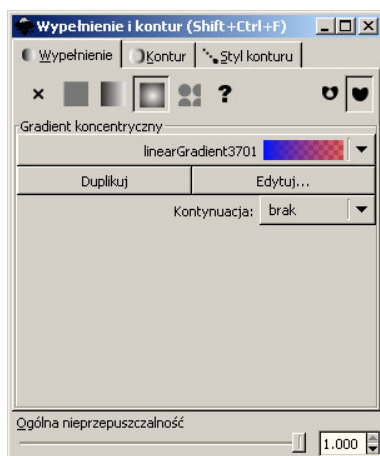 Wypełnienie i kontur (Shift+Ctrl+F)
Wypełnienie Kontur Styl konturu
?
Gradient koncentryczny
linearGradient3701
Duplikuj Edytuj...
Kontynuacja: brak
Ogólna nieprzepuszczalność
1.000